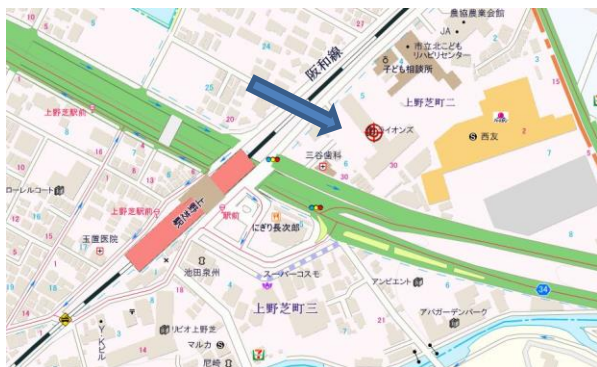 農協農業会館
JA
市立北こども
リハビリセンター
子ども相談所
阪和線
上野芝町二
ライオンズ
西友
三谷歯科
上野芝駅前
ローレルコート
上野芝駅前
上野芝駅
駅前
にぎり長次郎
玉置医院
池田泉州
スーパーコスモ
アンビエント
上野芝町三
アバガーデンパーク
リビオ上野芝
YKビル
マルカ
尼崎